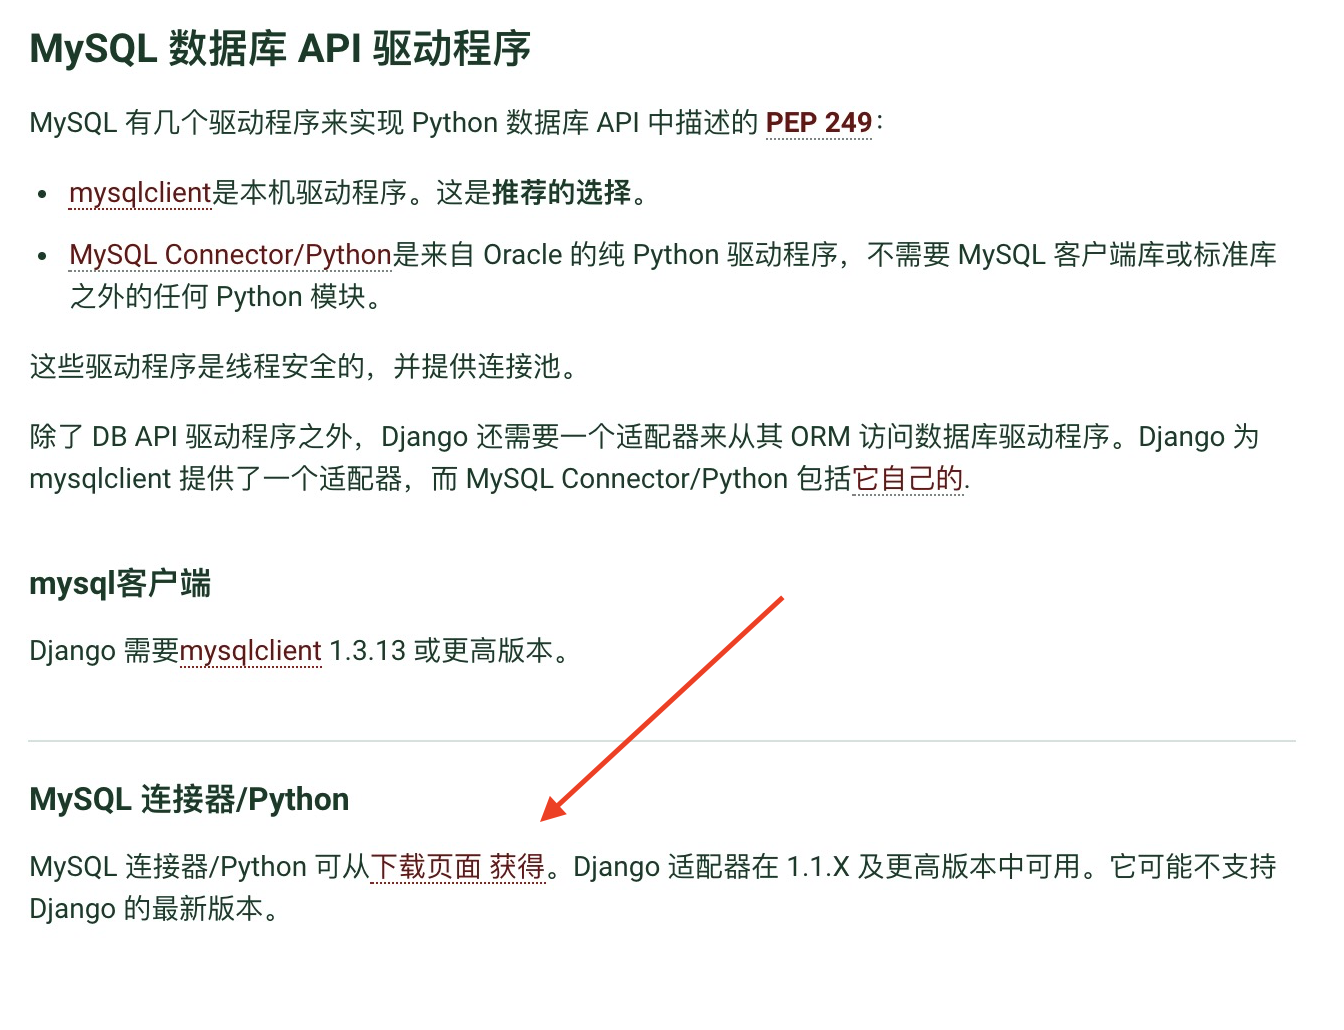 MySQL 数据库 API 驱动程序
MySQL 有几个驱动程序来实现 Python 数据库 API 中描述的 PEP 249：
• mysqlclient是本机驱动程序。这是推荐的选择。
• MySQL Connector/Python是来自 Oracle 的纯 Python 驱动程序，不需要 MySQL 客户端库或标准库
之外的任何 Python 模块。
这些驱动程序是线程安全的，并提供连接池。
除了 DB API 驱动程序之外，Django 还需要一个适配器来从其 ORM 访问数据库驱动程序。Django 为
mysqlclient 提供了一个适配器，而 MySQL Connector/Python 包括它自己的.
mysql客户端
Django 需要mysqlclient 1.3.13 或更高版本。
MySQL 连接器/Python
MySQL 连接器/Python 可从下载页面 获得。Django 适配器在 1.1.X 及更高版本中可用。它可能不支持
Django 的最新版本。